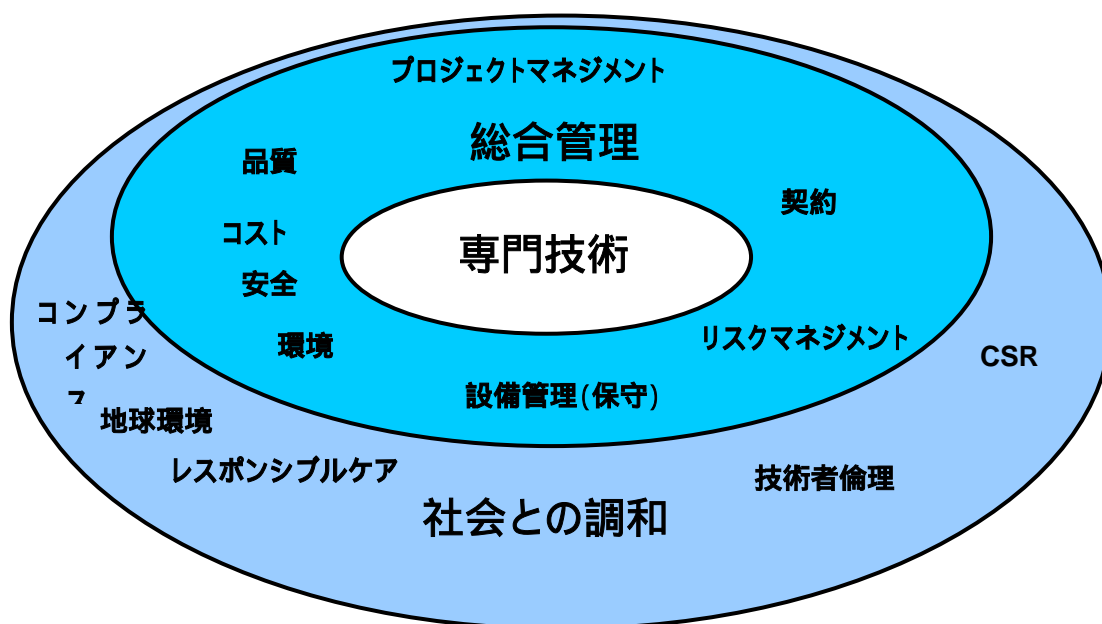 プロジェクトマネジメント
総合管理
品質
契約
コスト
専門技術
安全
コンプラ
イアン
ス
環境
リスクマネジメント
CSR
設備管理(保守)
地球環境
レスポンシブルケア
技術者倫理
社会との調和